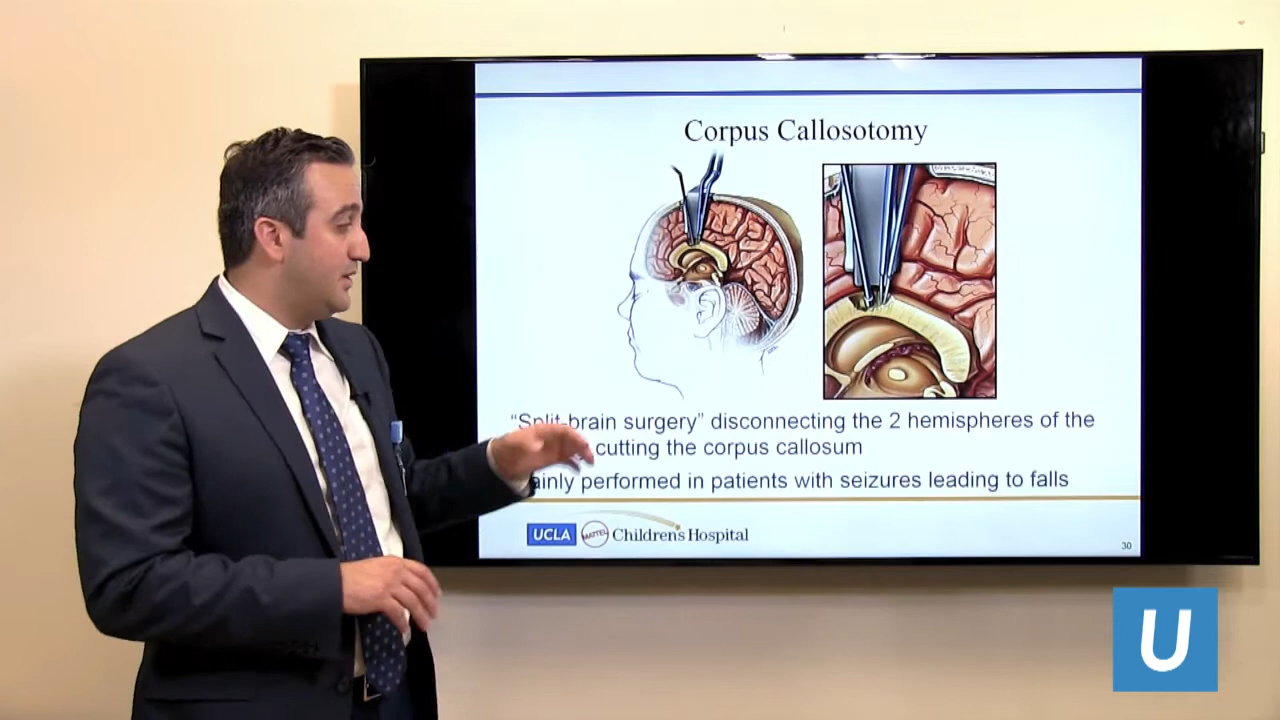 Corpus Callosotomy
“Split-brain surgery” disconnecting the 2 hemispheres of the
cutting the corpus callosum
ainly performed in patients with seizures leading to falls
UCLA MATTEL Children's Hospital
30
U